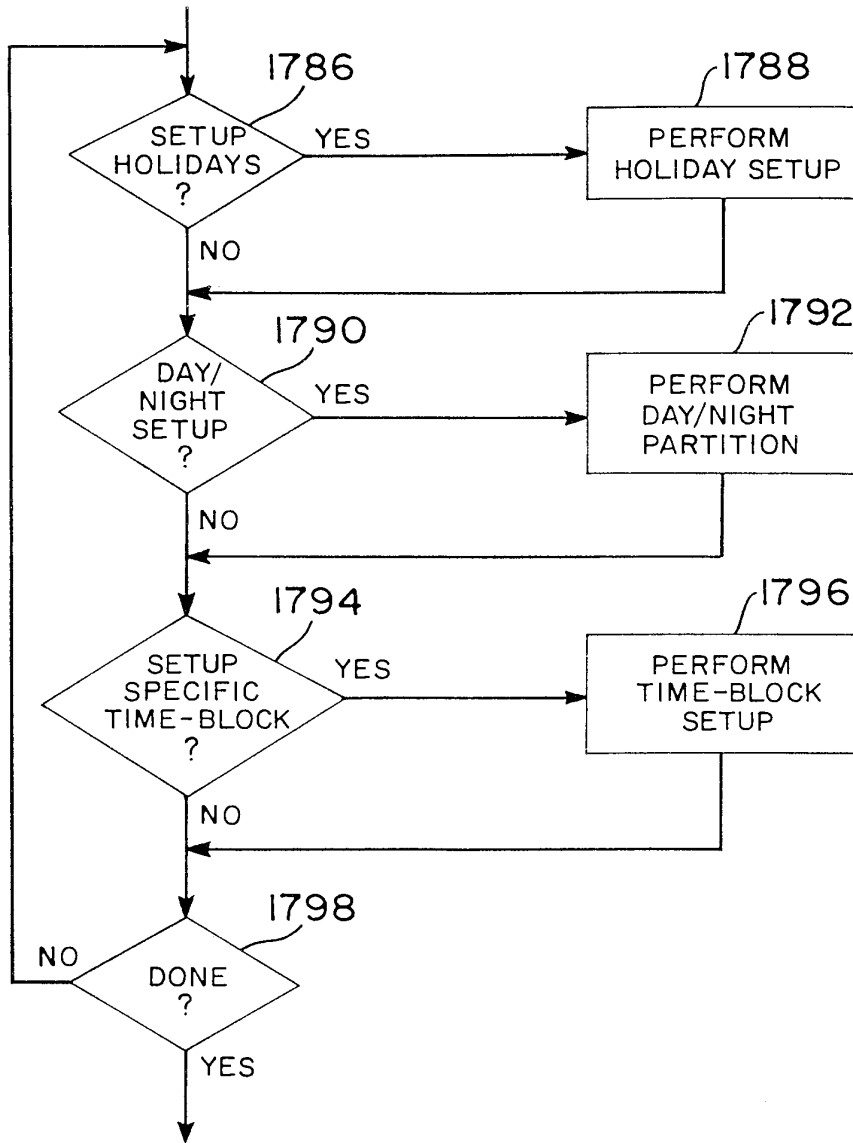 1786
SETUP
HOLIDAYS
?
YES
NO
1788
PERFORM
HOLIDAY SETUP
1790
DAY/
NIGHT
SETUP
?
YES
NO
1792
PERFORM
DAY/NIGHT
PARTITION
1794
SETUP
SPECIFIC
TIME-BLOCK
?
YES
NO
1796
PERFORM
TIME-BLOCK
SETUP
1798
DONE
?
NO
YES